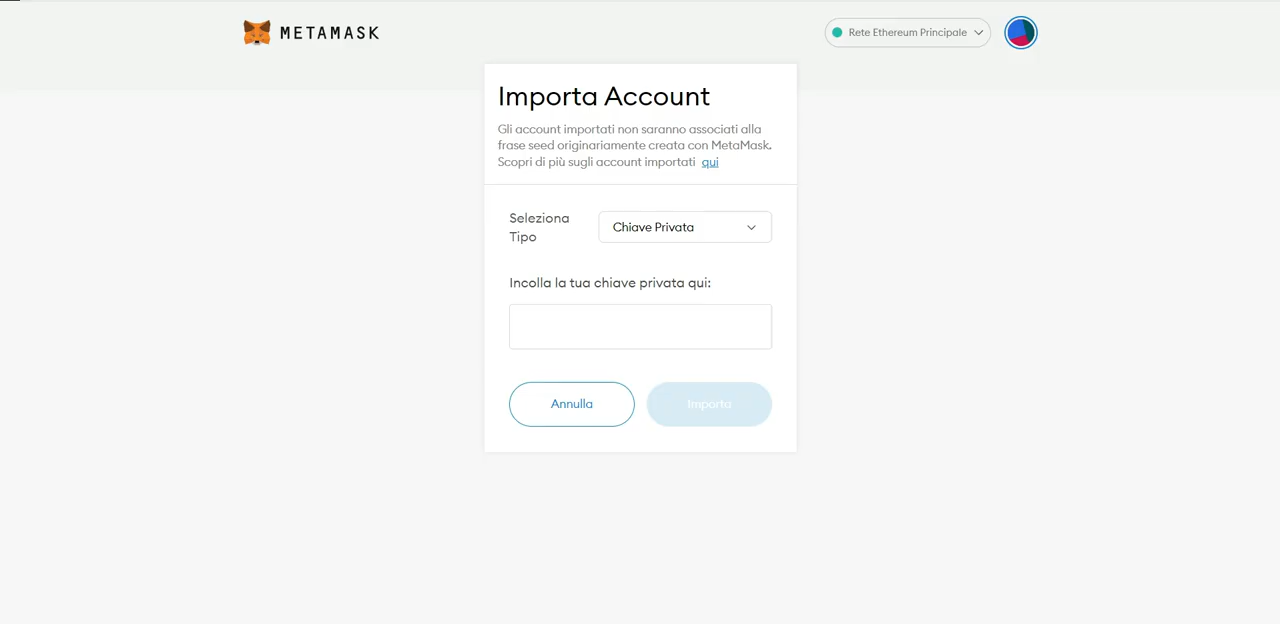 METAMASK
Rete Ethereum Principale
Importa Account
Gli account importati non saranno associati alla
frase seed originariamente creata con MetaMask.
Scopri di più sugli account importati qui
Seleziona
Tipo
Chiave Privata
Incolla la tua chiave privata qui:
Annulla
Importa